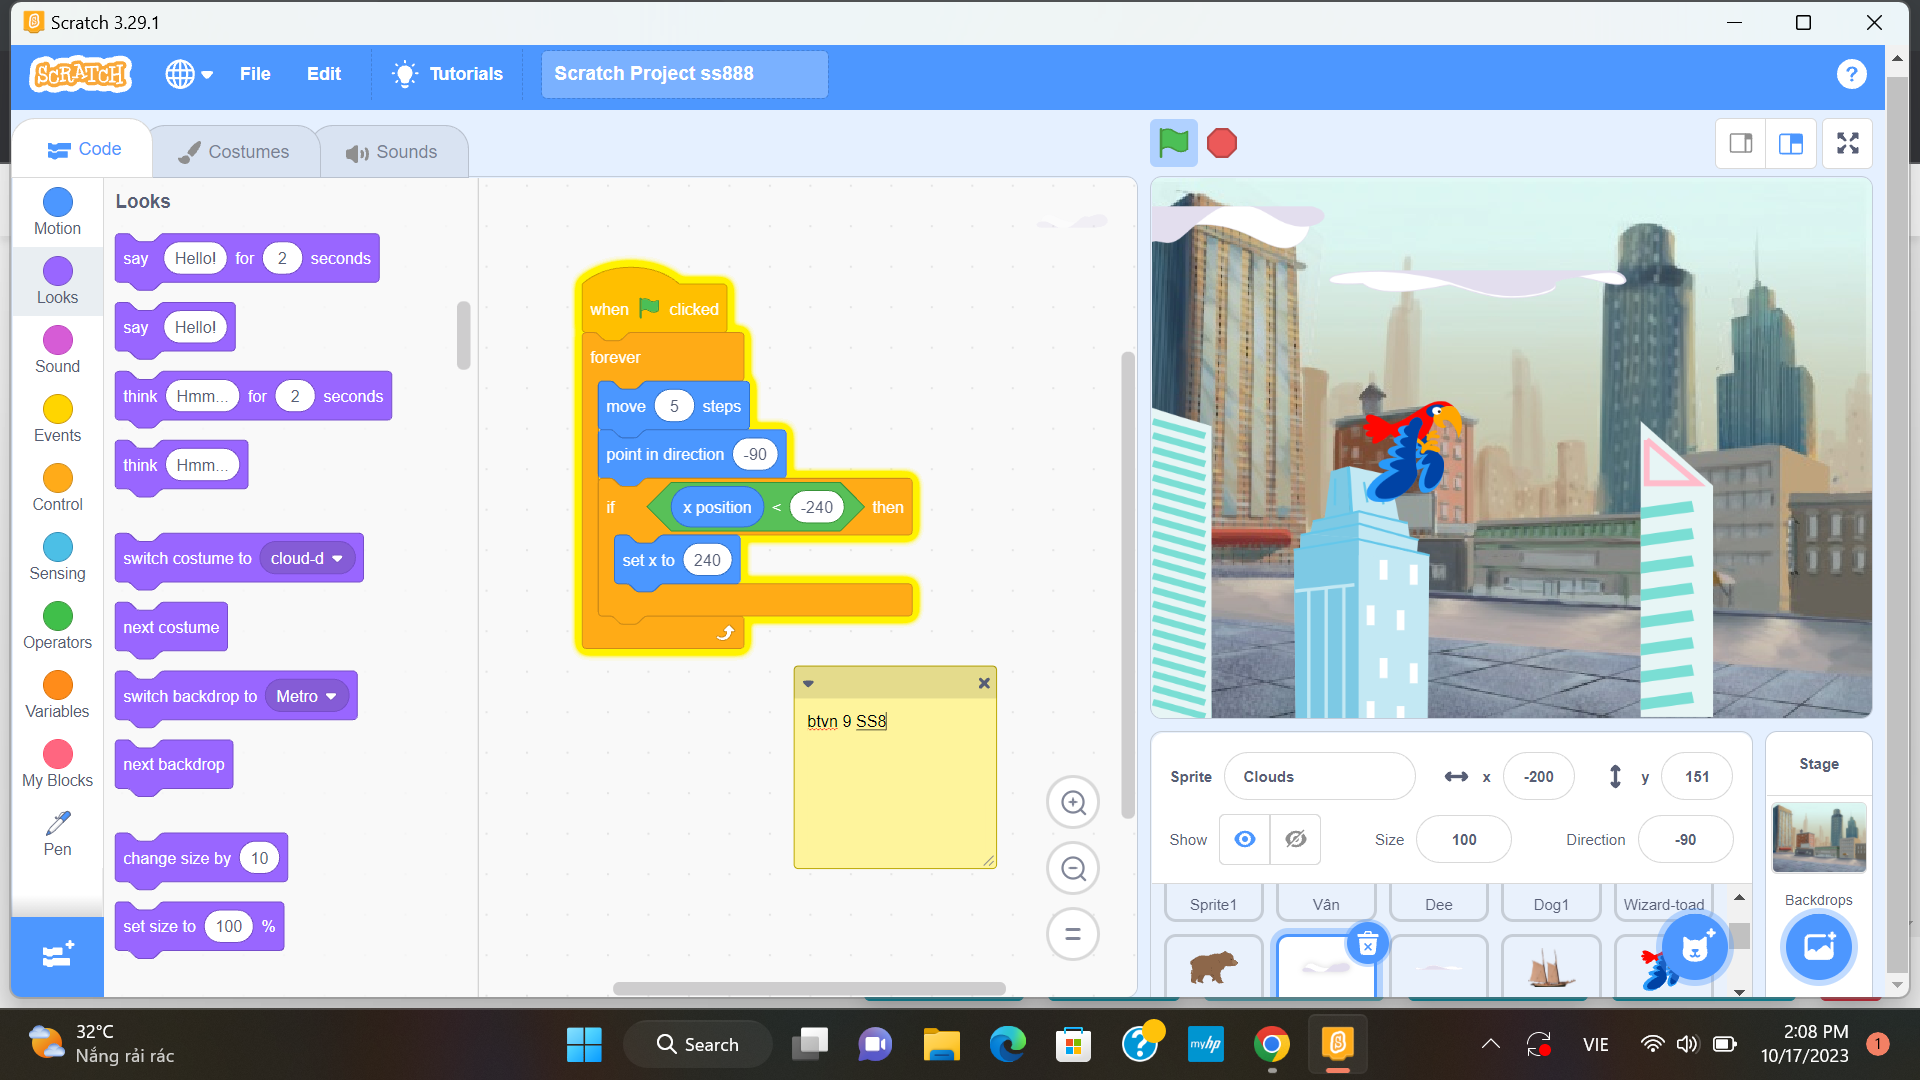 Scratch 3.29.1
SCRATCH
File
Edit
Tutorials
Scratch Project ss888
?
Code
Costumes
Sounds
Motion
Looks
Sound
Events
Control
Sensing
Operators
Variables
My Blocks
Pen
Looks
say Hello! for 2 seconds
say Hello!
think Hmm... for 2 seconds
think Hmm...
switch costume to cloud-d
next costume
switch backdrop to Metro
next backdrop
change size by 10
set size to 100 %
when clicked
forever
move 5 steps
point in direction -90
if x position < -240 then
set x to 240
btvn 9 SS8
Sprite Clouds x -200 y 151
Show Size 100 Direction -90
Sprite1
Vân
Dee
Dog1
Wizard-toad
Stage
Backdrops
32°C
Nắng rải rác
Search
myhp
VIE
2:08 PM
10/17/2023
1